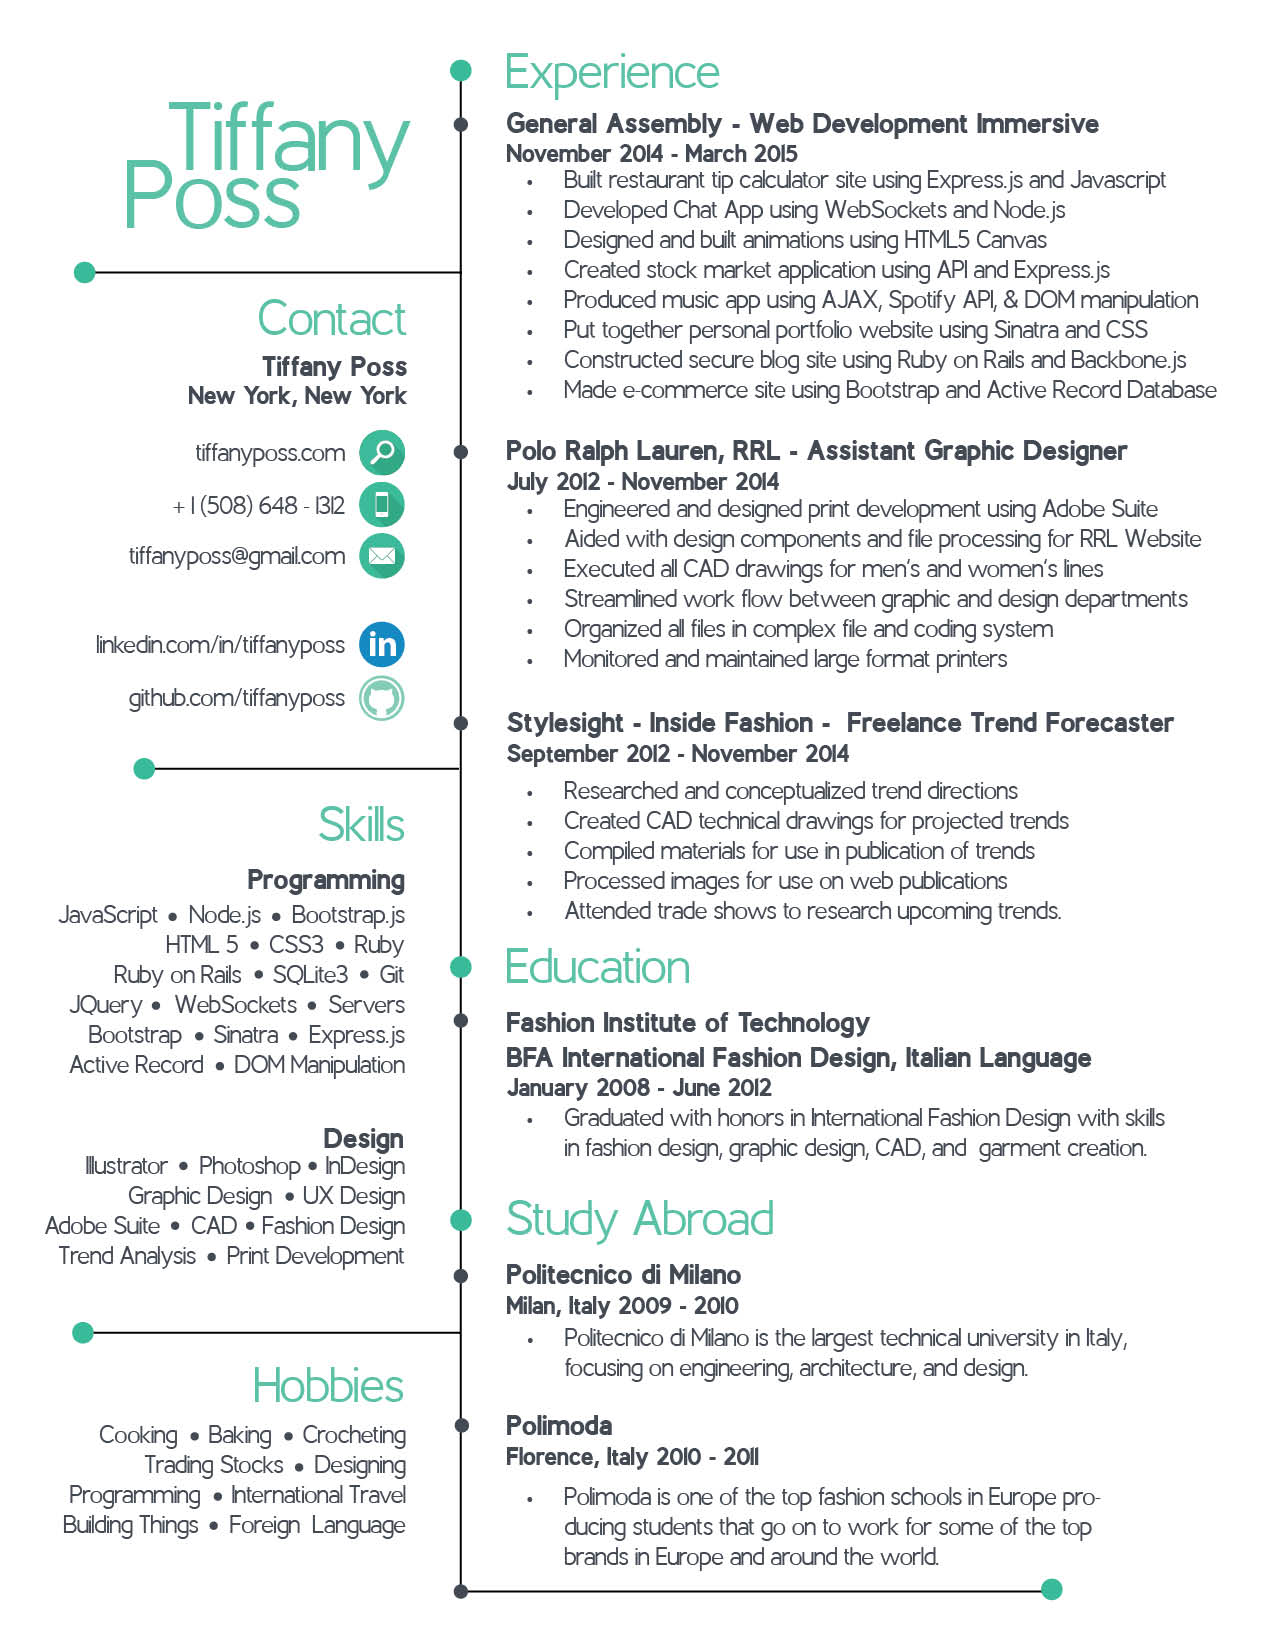 Tiffany
Poss
Contact
Tiffany Poss
New York, New York
tiffanyposs.com
+ 1 (508) 648 - 1312
tiffanyposs@gmail.com
linkedin.com/in/tiffanyposs
in
github.com/tiffanyposs
Skills
Programming
JavaScript • Node.js • Bootstrap.js
HTML 5 • CSS3 • Ruby
Ruby on Rails • SQLite3 • Git
JQuery • WebSockets • Servers
Bootstrap • Sinatra • Express.js
Active Record • DOM Manipulation
Design
Illustrator • Photoshop • InDesign
Graphic Design • UX Design
Adobe Suite • CAD • Fashion Design
Trend Analysis • Print Development
Hobbies
Cooking • Baking • Crocheting
Trading Stocks • Designing
Programming • International Travel
Building Things • Foreign Language
Experience
General Assembly - Web Development Immersive
November 2014 - March 2015
• Built restaurant tip calculator site using Express.js and Javascript
• Developed Chat App using WebSockets and Node.js
• Designed and built animations using HTML5 Canvas
• Created stock market application using API and Express.js
• Produced music app using AJAX, Spotify API, & DOM manipulation
• Put together personal portfolio website using Sinatra and CSS
• Constructed secure blog site using Ruby on Rails and Backbone.js
• Made e-commerce site using Bootstrap and Active Record Database
Polo Ralph Lauren, RRL - Assistant Graphic Designer
July 2012 - November 2014
• Engineered and designed print development using Adobe Suite
• Aided with design components and file processing for RRL Website
• Executed all CAD drawings for men's and women's lines
• Streamlined work flow between graphic and design departments
• Organized all files in complex file and coding system
• Monitored and maintained large format printers
Stylesight - Inside Fashion - Freelance Trend Forecaster
September 2012 - November 2014
• Researched and conceptualized trend directions
• Created CAD technical drawings for projected trends
• Compiled materials for use in publication of trends
• Processed images for use on web publications
• Attended trade shows to research upcoming trends.
Education
Fashion Institute of Technology
BFA International Fashion Design, Italian Language
January 2008 - June 2012
• Graduated with honors in International Fashion Design with skills
in fashion design, graphic design, CAD, and garment creation.
Study Abroad
Politecnico di Milano
Milan, Italy 2009 - 2010
• Politecnico di Milano is the largest technical university in Italy,
focusing on engineering, architecture, and design.
Polimoda
Florence, Italy 2010 - 2011
• Polimoda is one of the top fashion schools in Europe pro-
ducing students that go on to work for some of the top
brands in Europe and around the world.